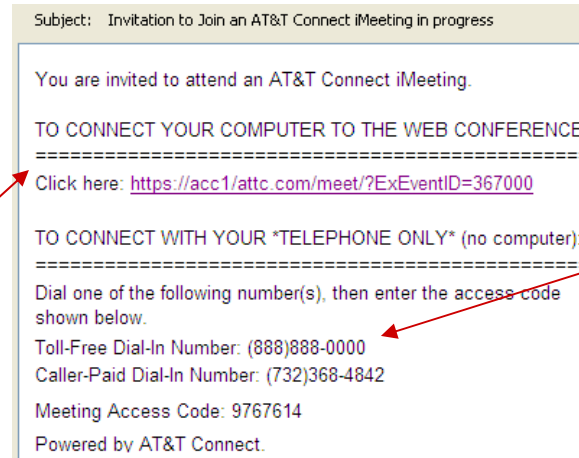 Subject: Invitation to Join an AT&T Connect iMeeting in progress
You are invited to attend an AT&T Connect iMeeting.
TO CONNECT YOUR COMPUTER TO THE WEB CONFERENCE
================================================
Click here: https://acc1/attc.com/meet/?ExEventID=367000
TO CONNECT WITH YOUR *TELEPHONE ONLY* (no computer):
================================================
Dial one of the following number(s), then enter the access code
shown below.
Toll-Free Dial-In Number: (888)888-0000
Caller-Paid Dial-In Number: (732)368-4842
Meeting Access Code: 9767614
Powered by AT&T Connect.